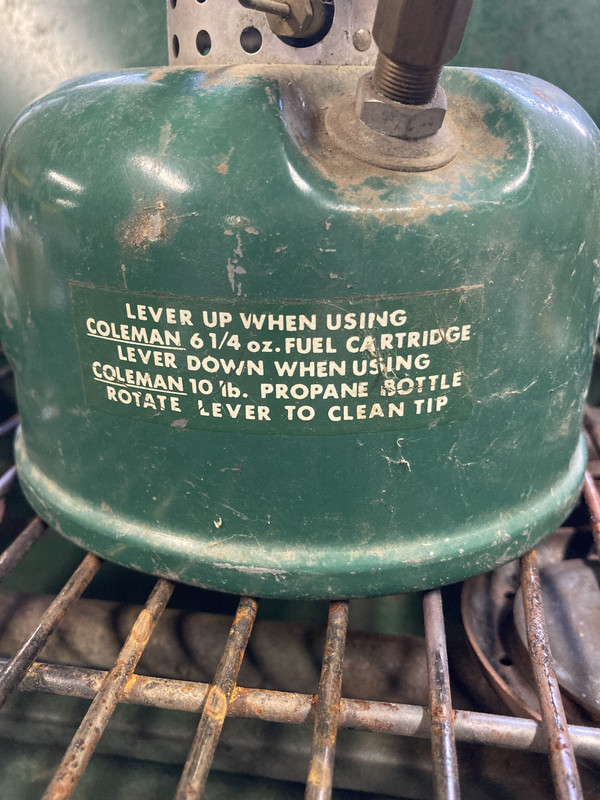 LEVER UP WHEN USING
COLEMAN 6 1/4 oz. FUEL CARTRIDGE
LEVER DOWN WHEN USING
COLEMAN 10 lb. PROPANE BOTTLE
ROTATE LEVER TO CLEAN TIP